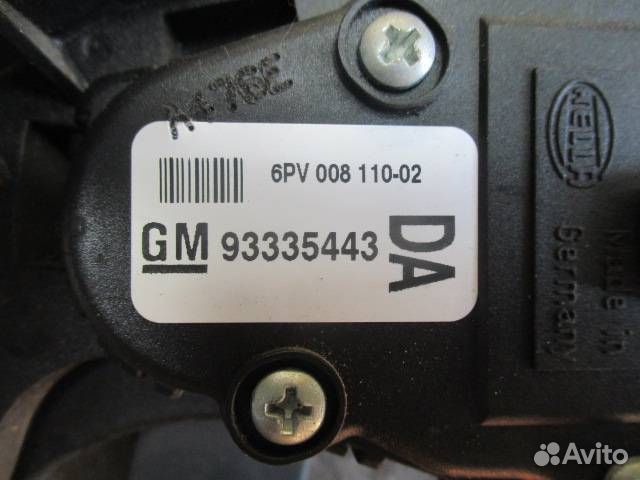 A476E
HELLA
6PV 008 110-02
GM 93335443
DA
Made in
Germany
Avito